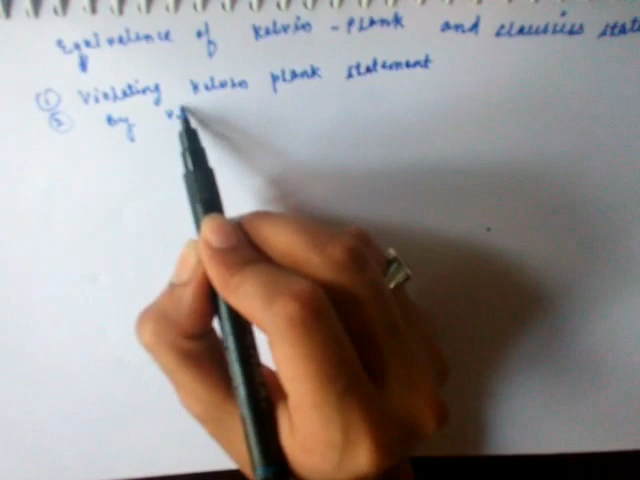 Equivalence of Kelvin - Plank and clausius state
① Violating kelvin plank statement
② By